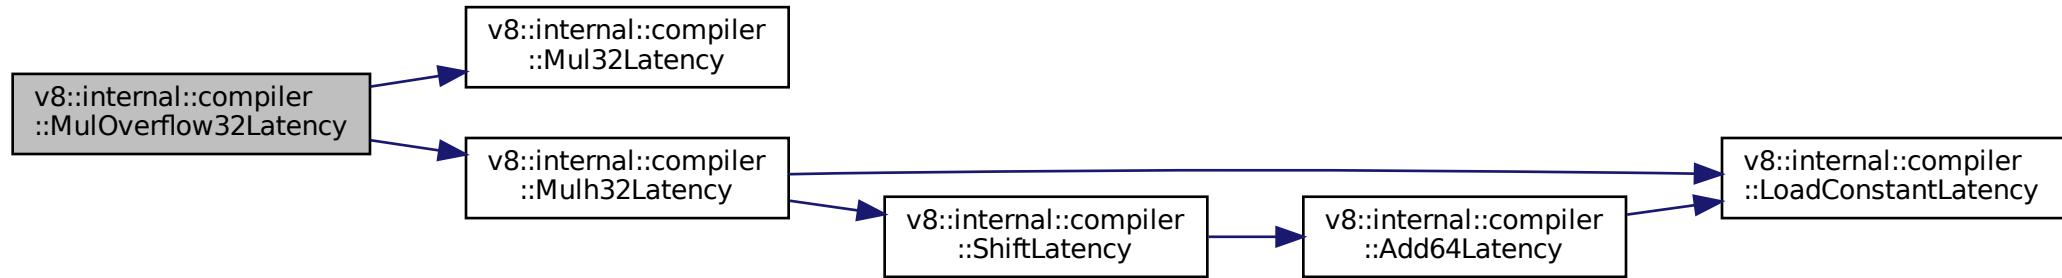 v8::internal::compiler
::MulOverflow32Latency
v8::internal::compiler
::Mul32Latency
v8::internal::compiler
::Mulh32Latency
v8::internal::compiler
::ShiftLatency
v8::internal::compiler
::Add64Latency
v8::internal::compiler
::LoadConstantLatency